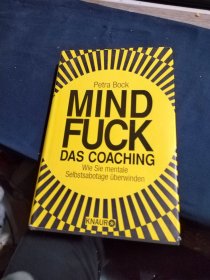 Petra Bock
MIND
FUCK
DAS COACHING
Wie Sie mentale
Selbstsabotage überwinden
KNAUR